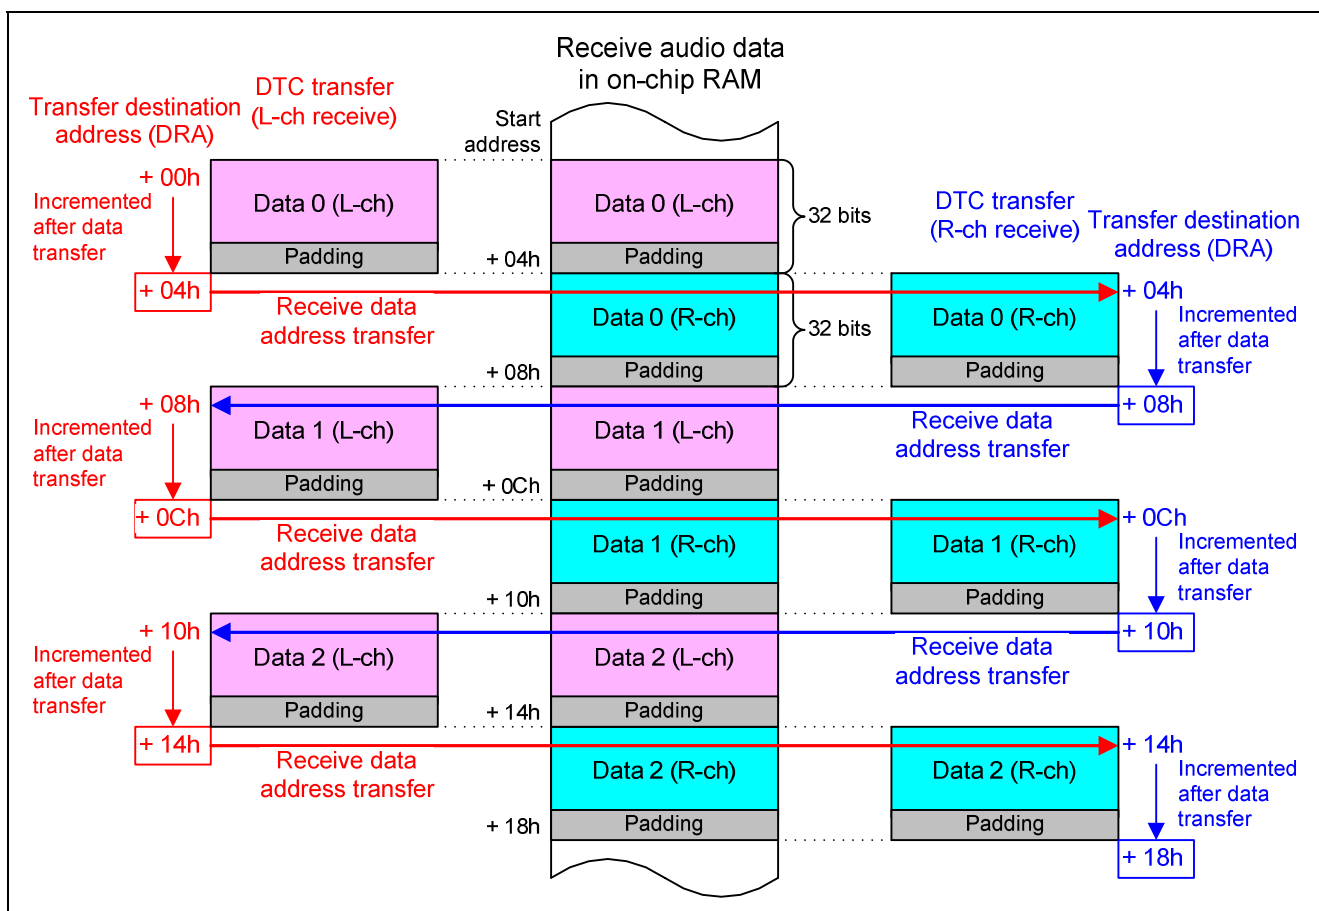 Receive audio data
in on-chip RAM
DTC transfer
(L-ch receive)
Transfer destination
address (DRA)
Start
address
+ 00h
Incremented
after data
transfer
Data 0 (L-ch)
Padding
Data 0 (L-ch)
Padding
32 bits
DTC transfer
(R-ch receive)
Transfer destination
address (DRA)
+ 04h
+ 04h
Receive data
address transfer
Data 0 (R-ch)
Padding
32 bits
Data 0 (R-ch)
Padding
+ 04h
Incremented
after data
transfer
+ 08h
+ 08h
Incremented
after data
transfer
Data 1 (L-ch)
Padding
Data 1 (L-ch)
Padding
+ 08h
Receive data
address transfer
+ 0Ch
+ 0Ch
Receive data
address transfer
Data 1 (R-ch)
Padding
Data 1 (R-ch)
Padding
+ 0Ch
Incremented
after data
transfer
+ 10h
+ 10h
Incremented
after data
transfer
Data 2 (L-ch)
Padding
Data 2 (L-ch)
Padding
+ 10h
Receive data
address transfer
+ 14h
+ 14h
Receive data
address transfer
Data 2 (R-ch)
Padding
Data 2 (R-ch)
Padding
+ 14h
Incremented
after data
transfer
+ 18h
+ 18h